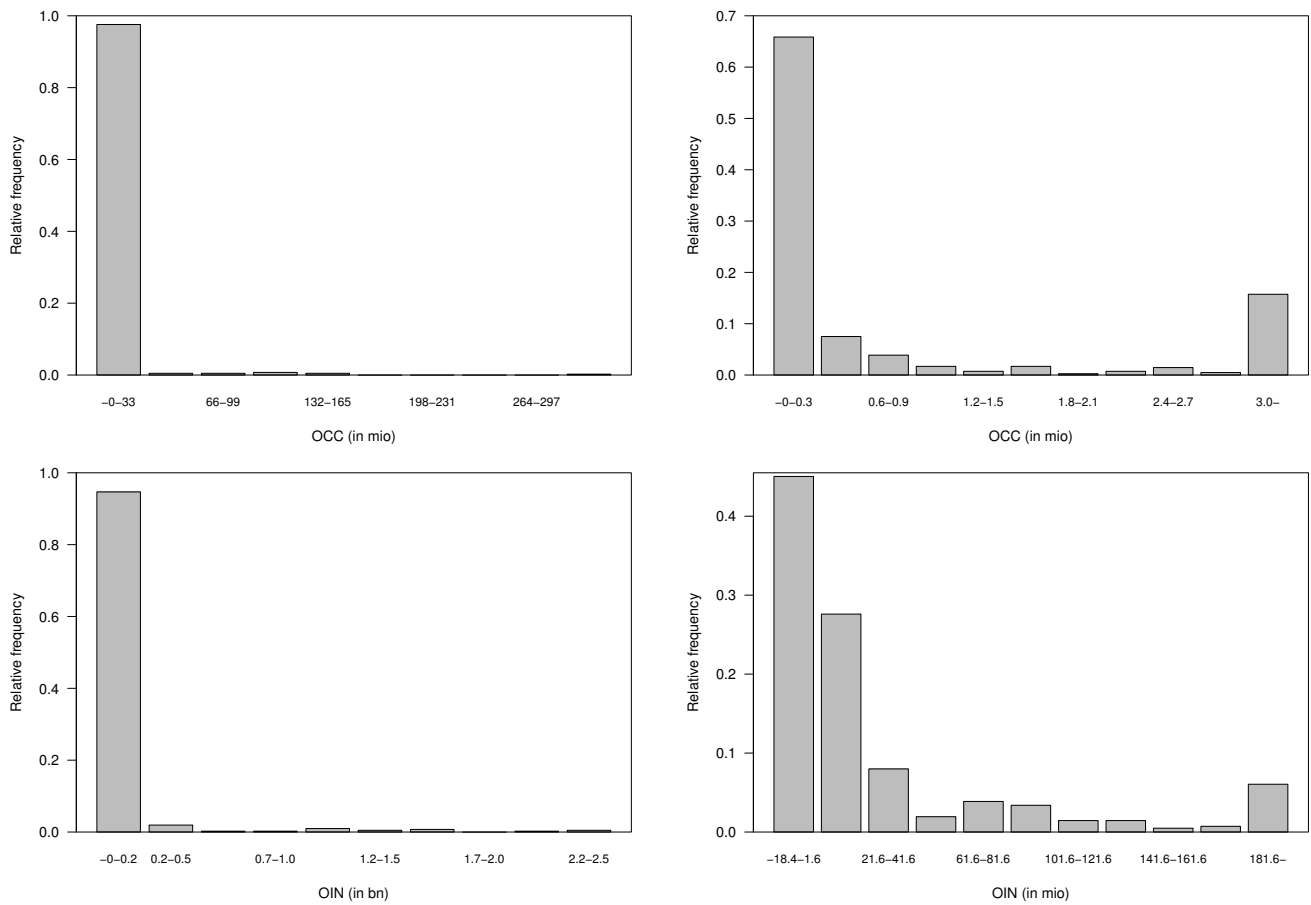 1.0
0.8
0.6
0.4
0.2
0.0
Relative frequency
−0−33 66−99 132−165 198−231 264−297
OCC (in mio)
0.7
0.6
0.5
0.4
0.3
0.2
0.1
0.0
Relative frequency
−0−0.3 0.6−0.9 1.2−1.5 1.8−2.1 2.4−2.7 3.0−
OCC (in mio)
1.0
0.8
0.6
0.4
0.2
0.0
Relative frequency
−0−0.2 0.2−0.5 0.7−1.0 1.2−1.5 1.7−2.0 2.2−2.5
OIN (in bn)
0.4
0.3
0.2
0.1
0.0
Relative frequency
−18.4−1.6 21.6−41.6 61.6−81.6 101.6−121.6 141.6−161.6 181.6−
OIN (in mio)